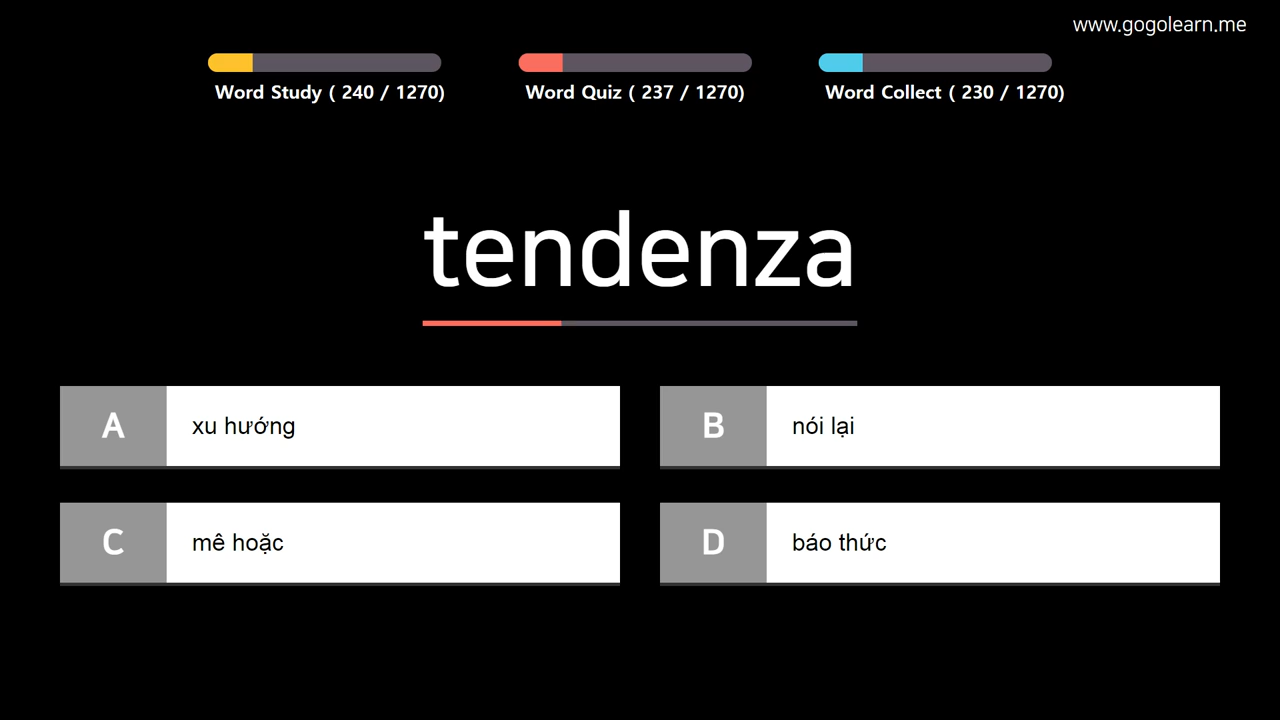 www.gogolearn.me
Word Study ( 240 / 1270)
Word Quiz ( 237 / 1270)
Word Collect ( 230 / 1270)
tendenza
A xu hướng
B nói lại
C mê hoặc
D báo thức